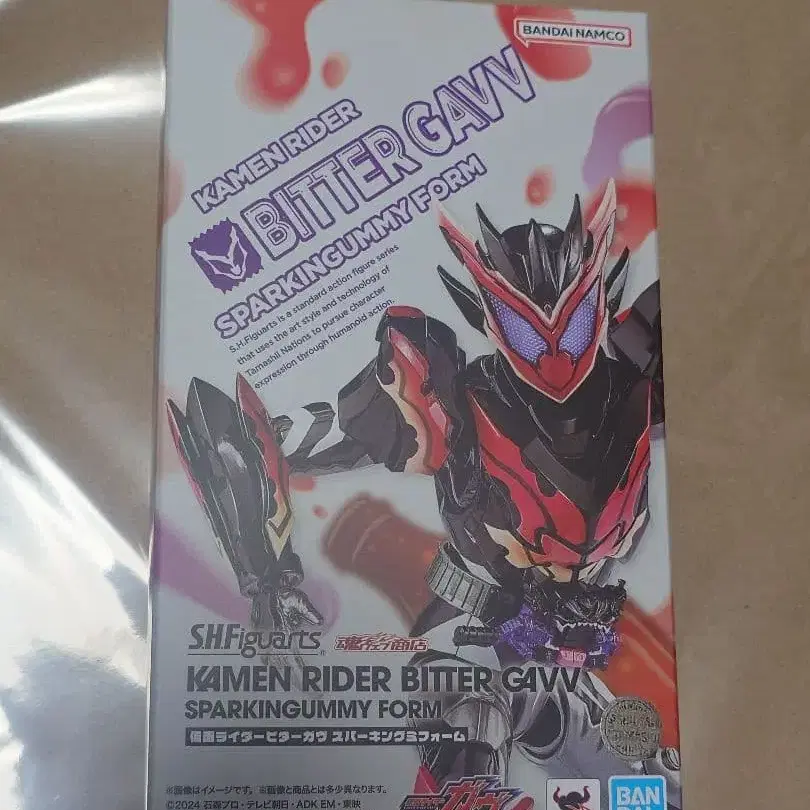 BANDAI NAMCO
KAMEN RIDER
BITTER GAVV
SPARKINGUMMY FORM
S.H.Figuarts is a standard action figure series
that uses the art style and technology of
Tamashii Nations to pursue character
expression through humanoid action.
S.H.Figuarts® 魂ウェブ商店
KAMEN RIDER BITTER GAVV
SPARKINGUMMY FORM
仮面ライダービターガヴ スパーキングミフォーム
※画像はイメージです。 ※画像と商品とは多少異なります。
©2024 石森プロ・テレビ朝日・ADK EM・東映
ガヴ
BAN
DAI